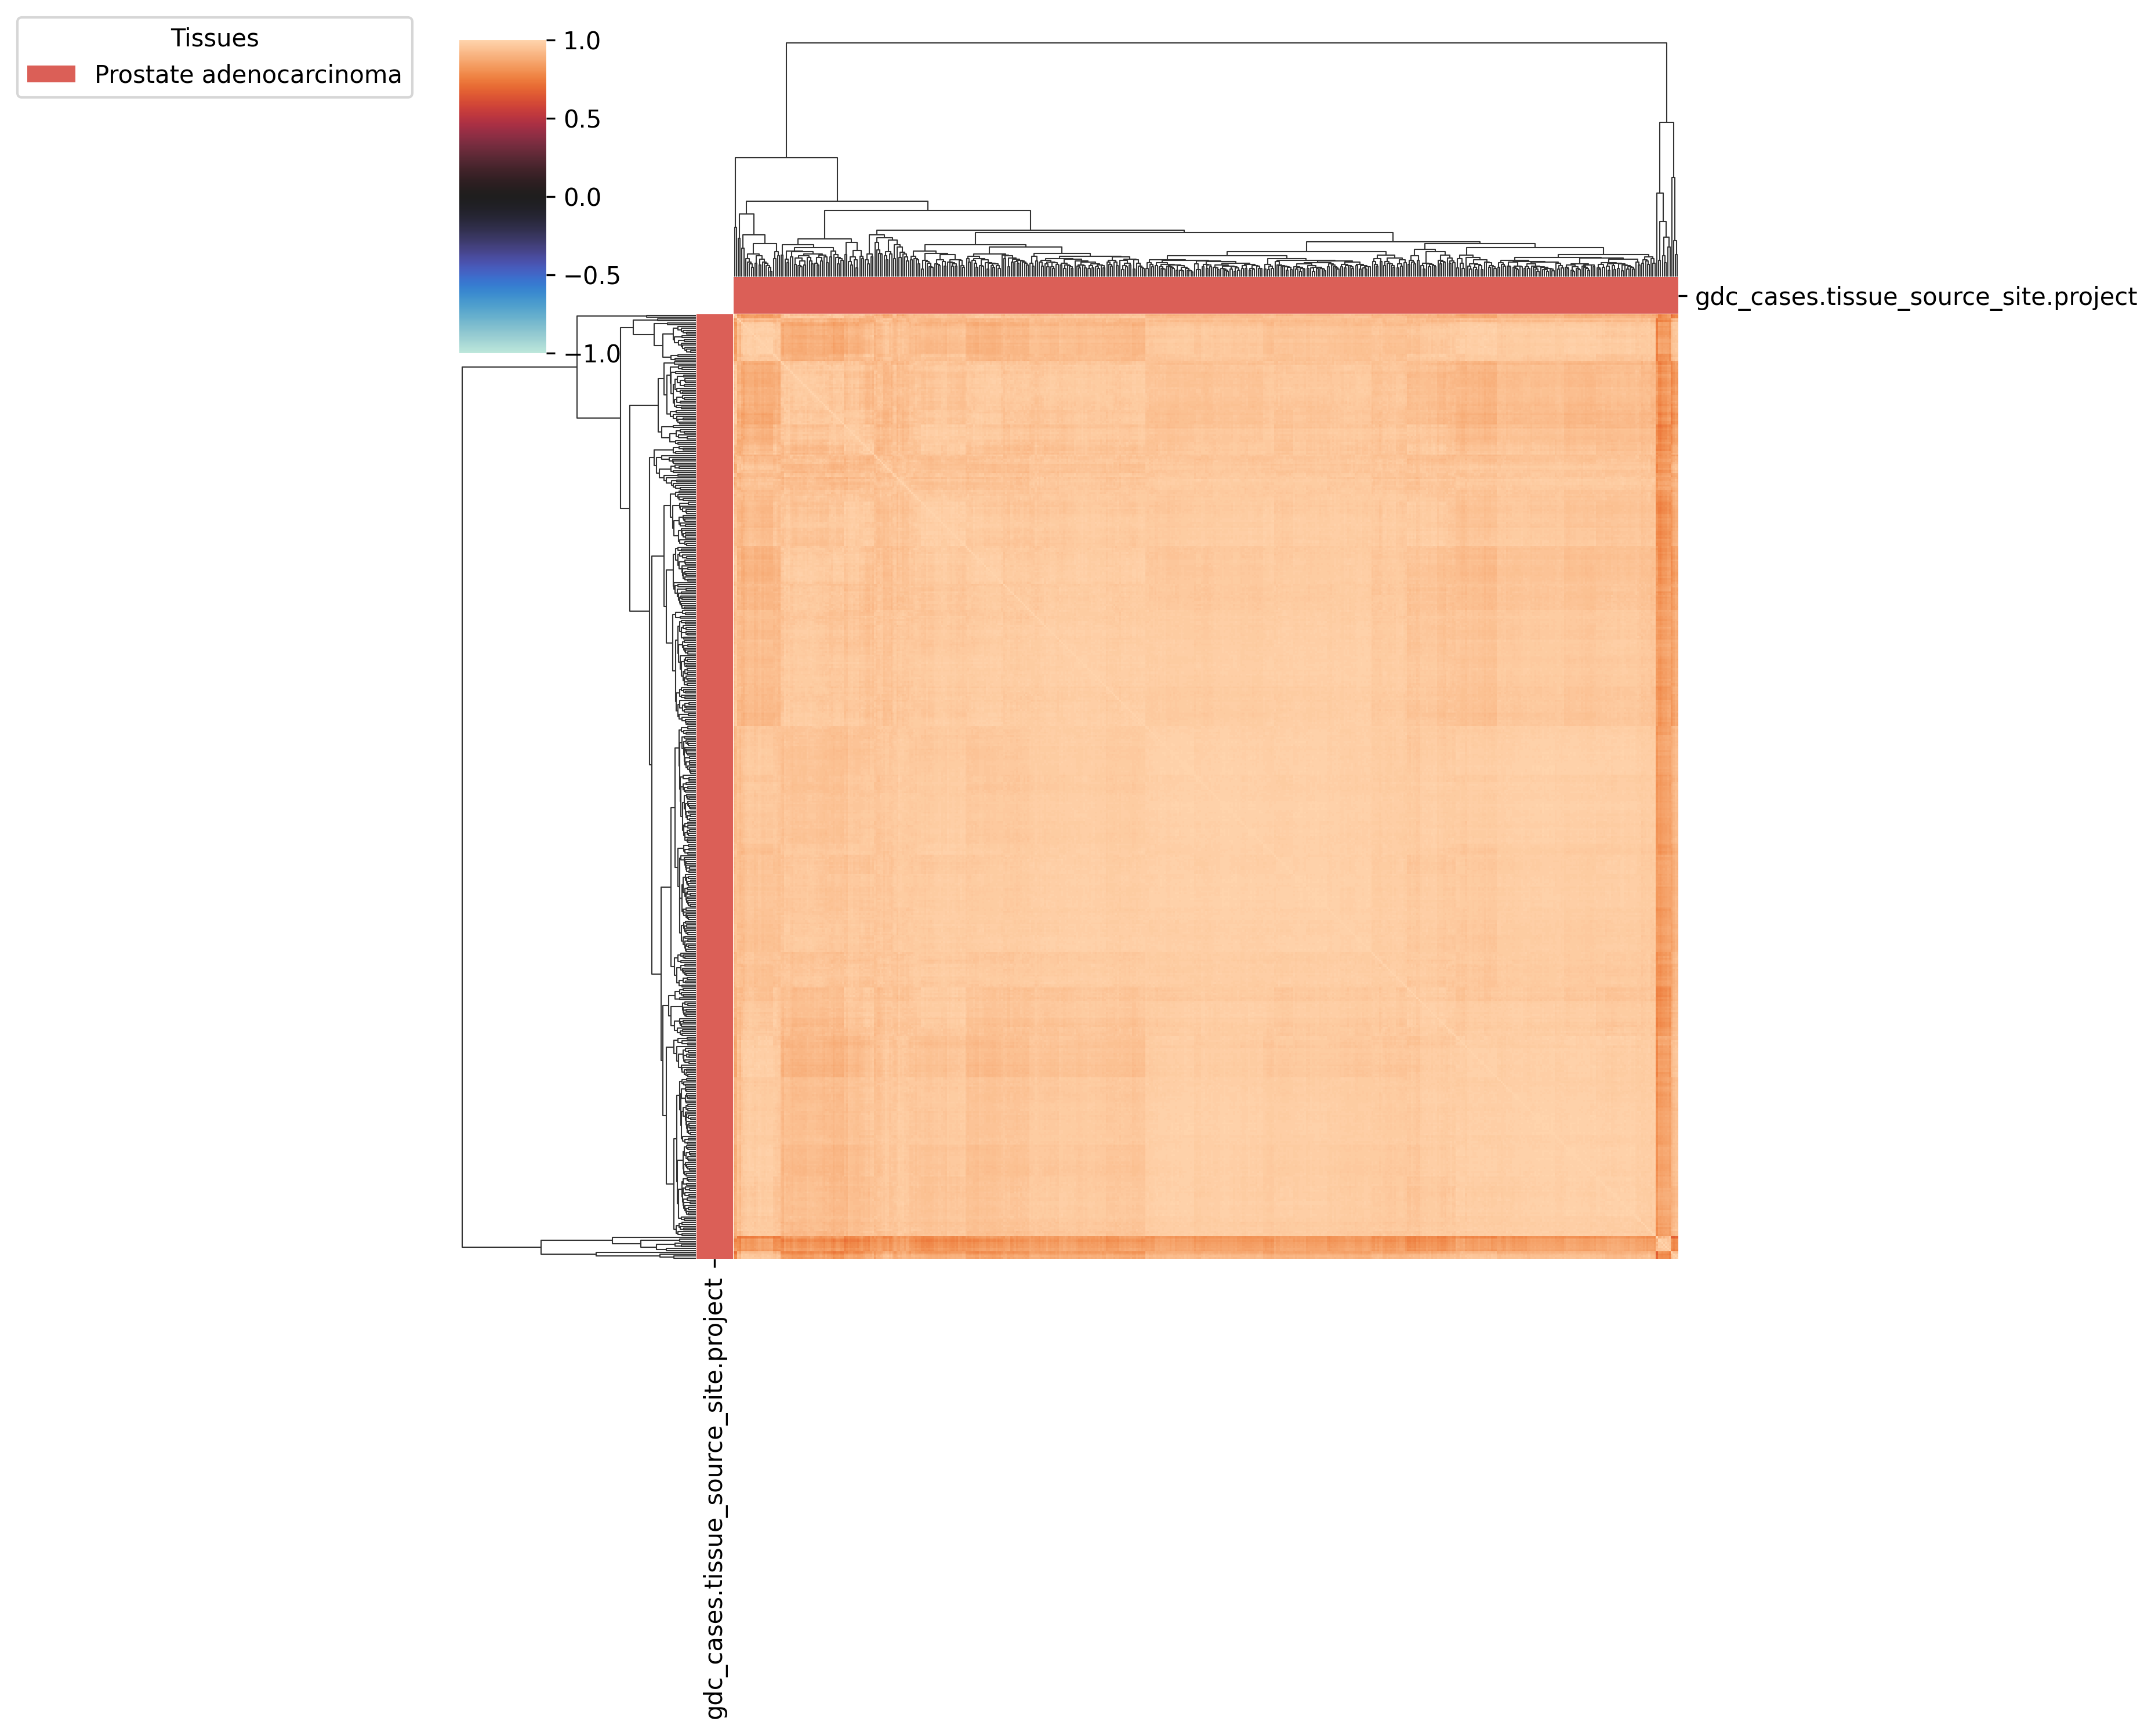 Tissues
Prostate adenocarcinoma
1.0
0.5
0.0
−0.5
−1.0
gdc_cases.tissue_source_site.project
gdc_cases.tissue_source_site.project